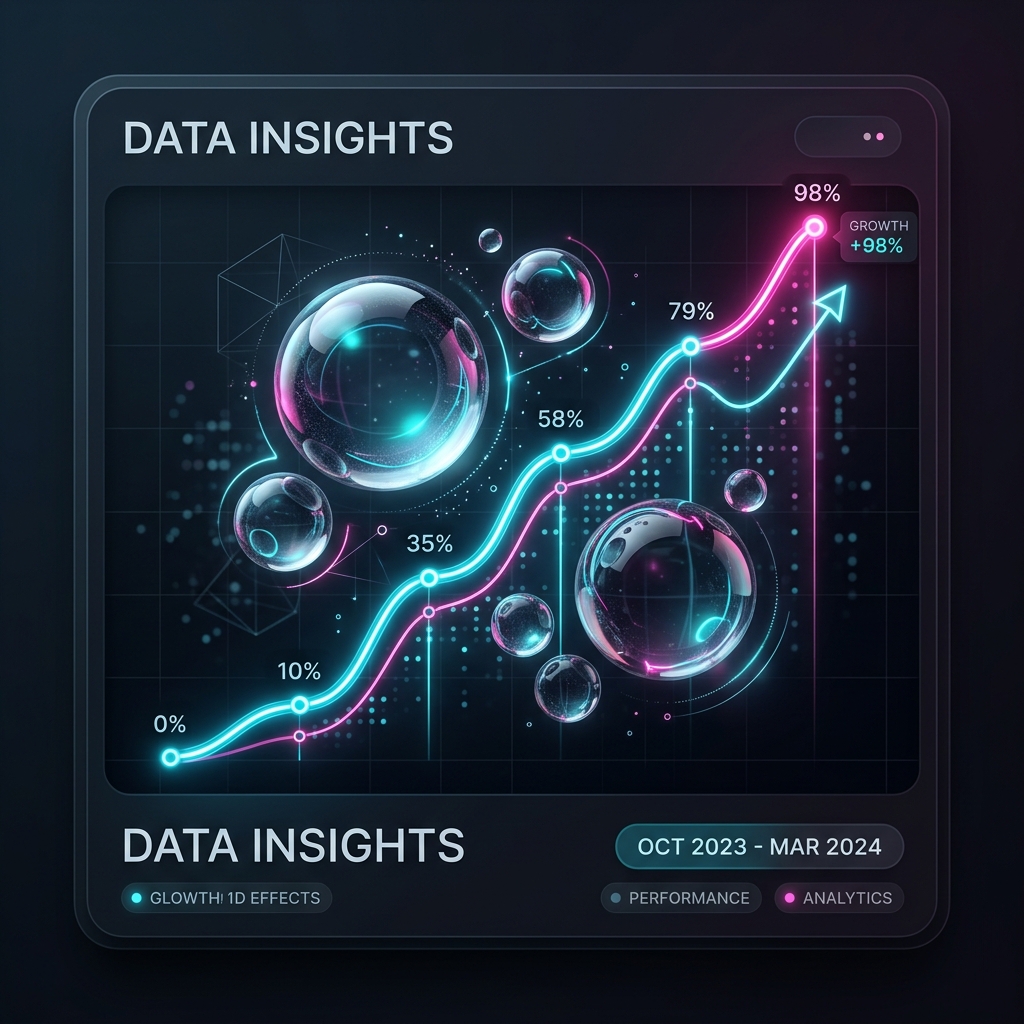 DATA INSIGHTS
98%
GROWTH
+98%
79%
58%
35%
10%
0%
DATA INSIGHTS
OCT 2023 - MAR 2024
1D EFFECTS
PERFORMANCE
ANALYTICS